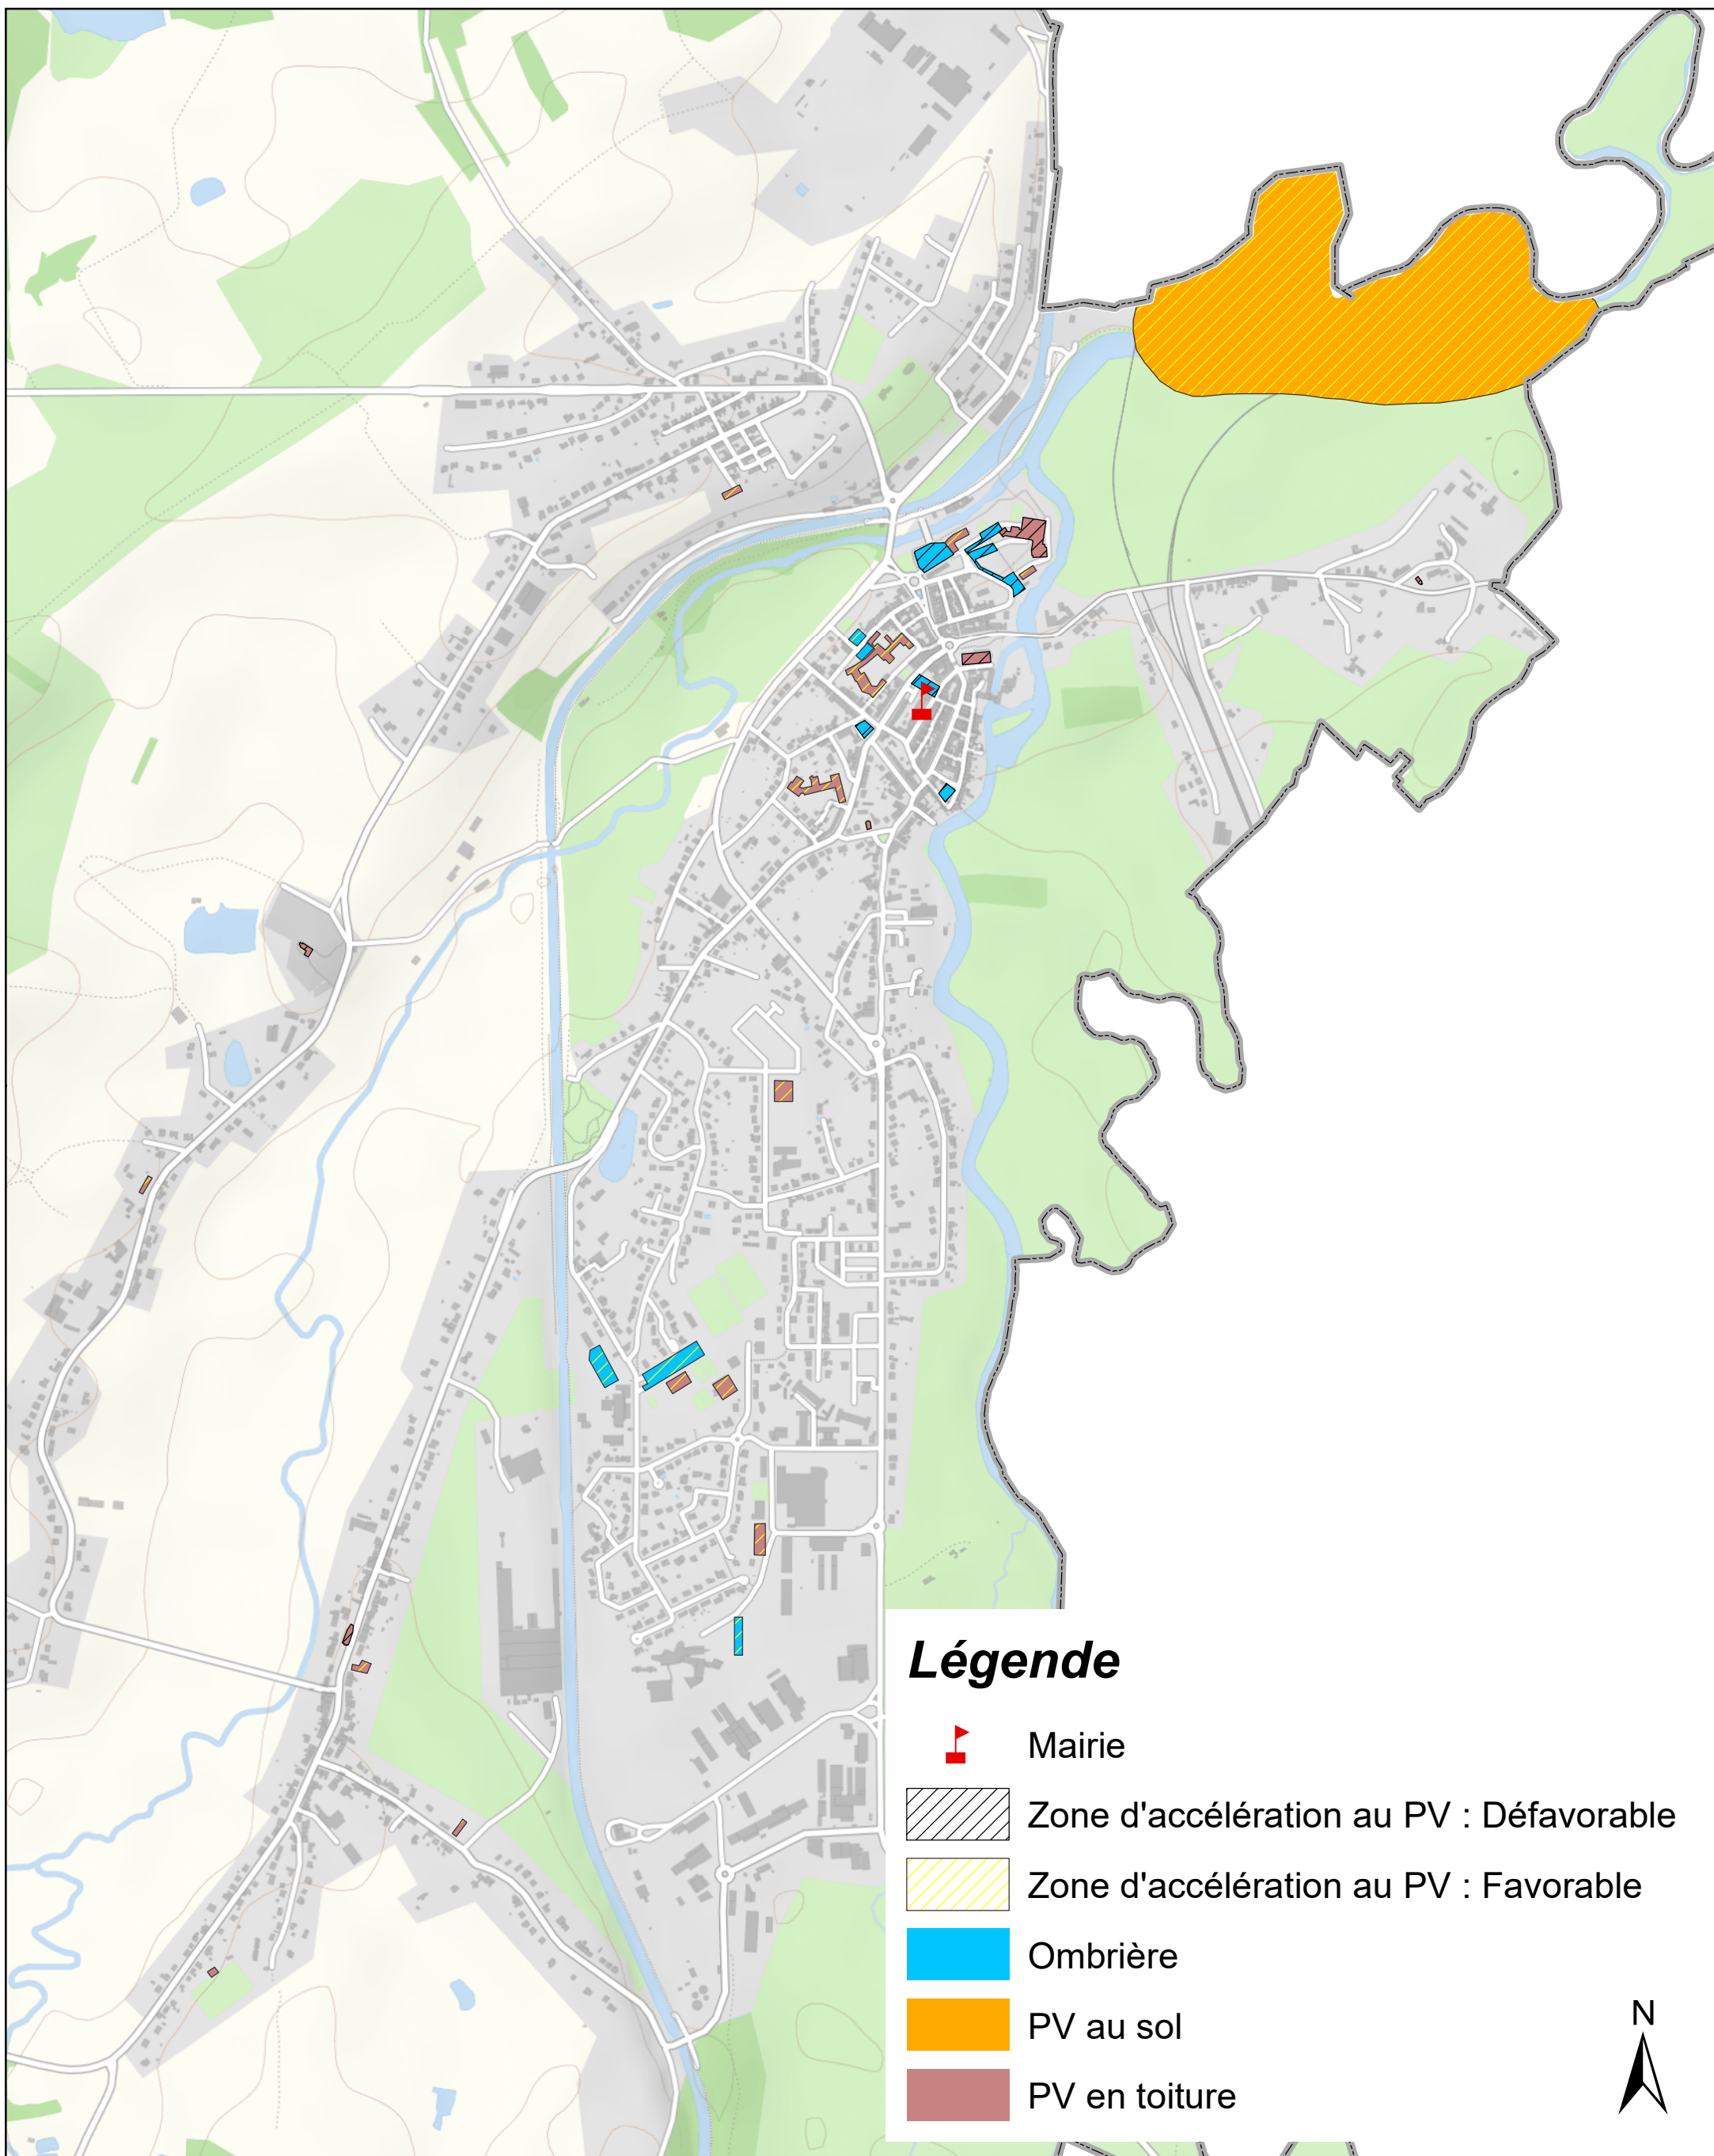 Légende
Mairie
Zone d'accélération au PV : Défavorable
Zone d'accélération au PV : Favorable
Ombrière
PV au sol
PV en toiture
N